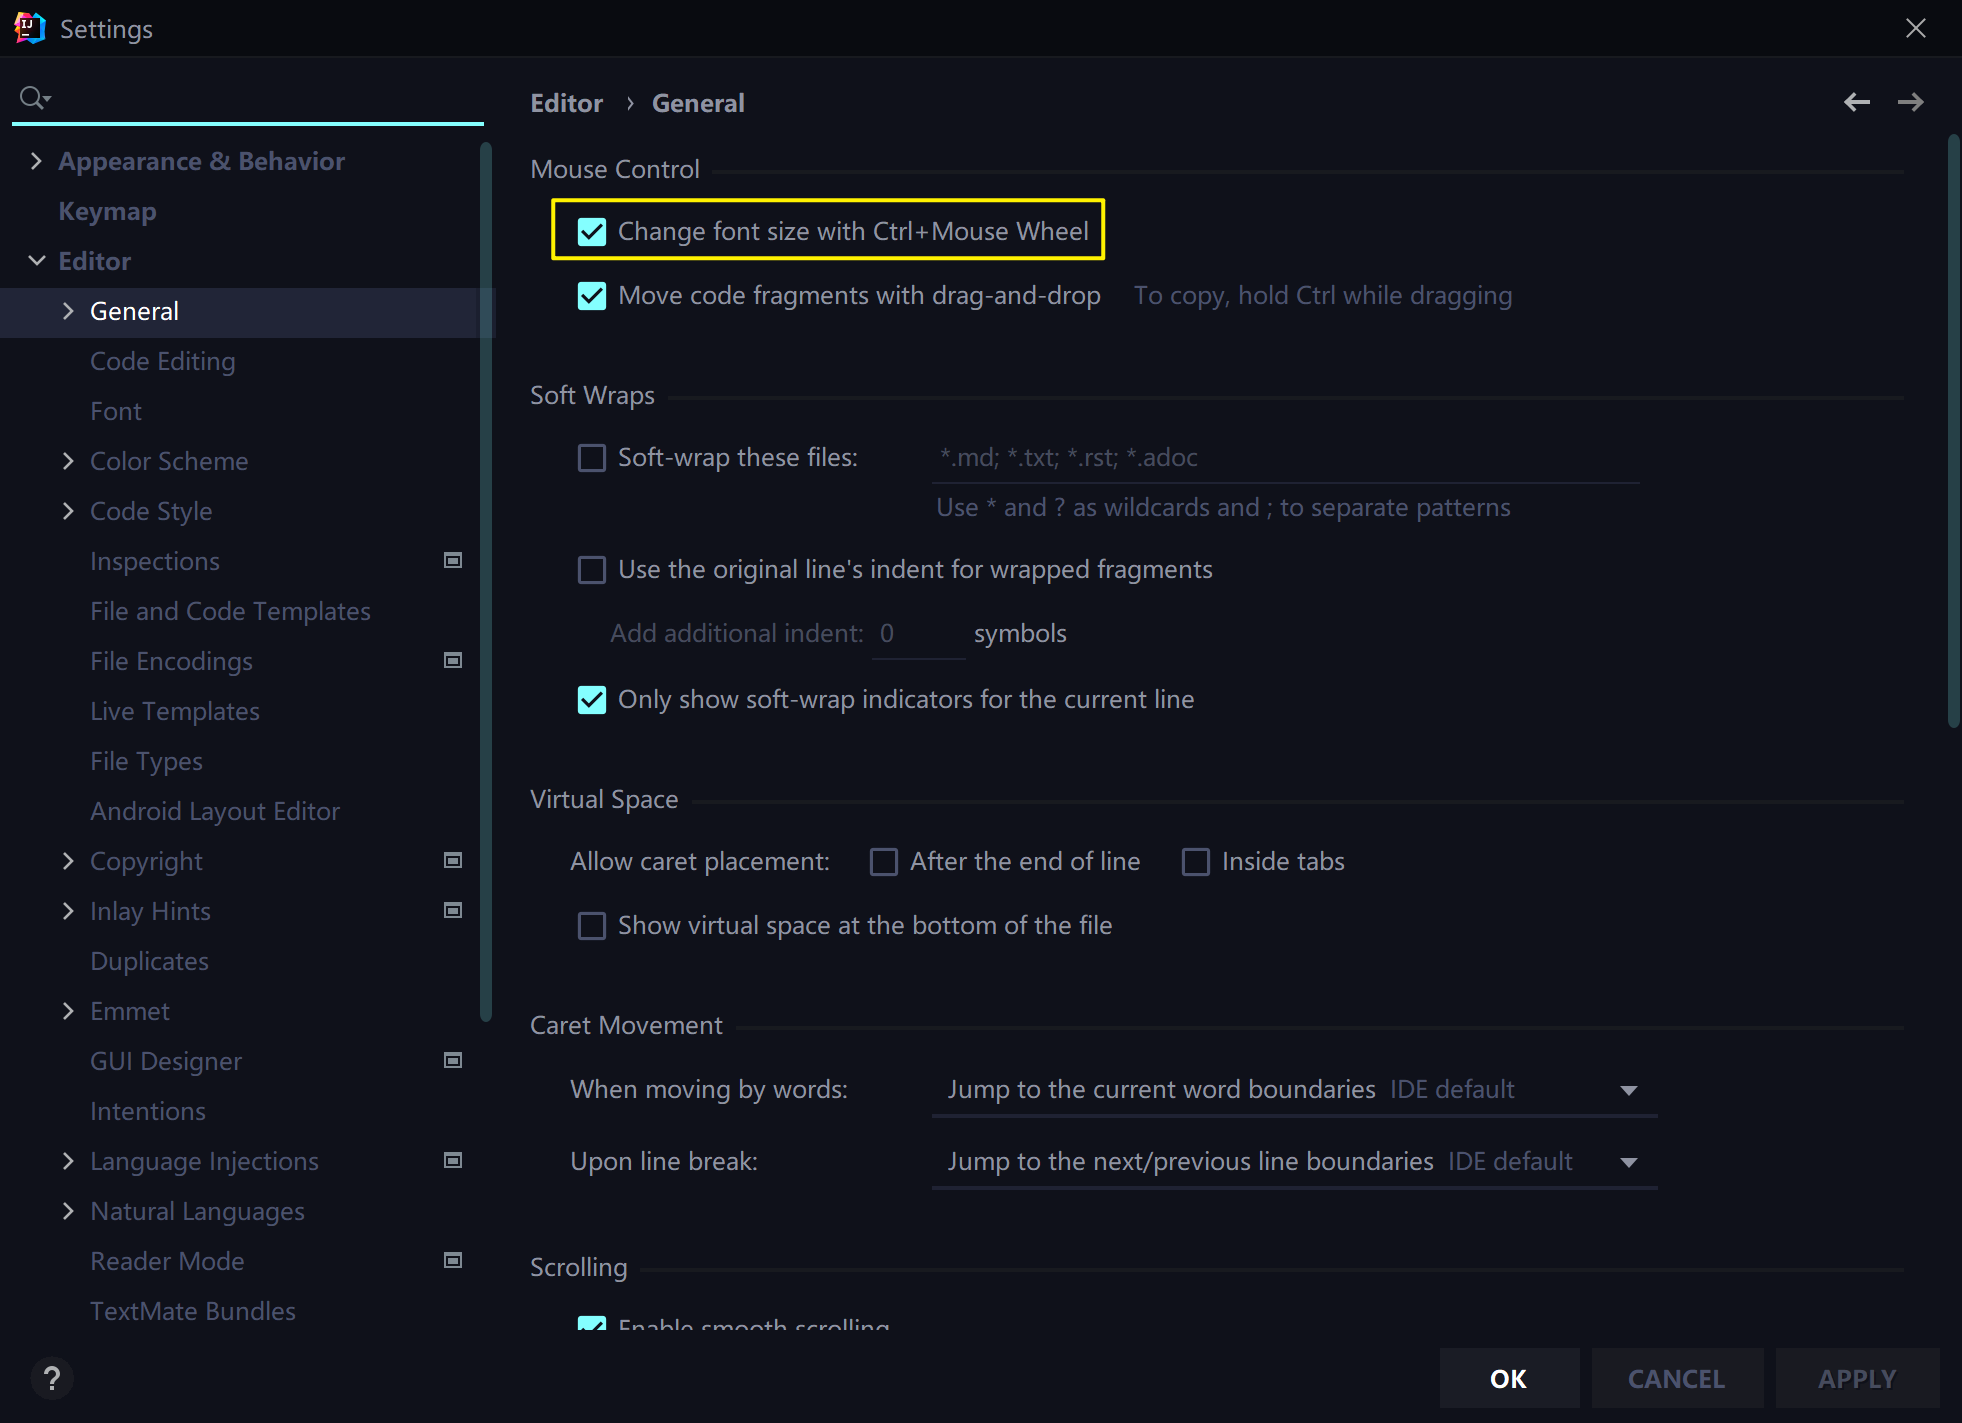 IJ
Settings
Appearance & Behavior
Keymap
Editor
General
Code Editing
Font
Color Scheme
Code Style
Inspections
File and Code Templates
File Encodings
Live Templates
File Types
Android Layout Editor
Copyright
Inlay Hints
Duplicates
Emmet
GUI Designer
Intentions
Language Injections
Natural Languages
Reader Mode
TextMate Bundles
Editor › General
Mouse Control
Change font size with Ctrl+Mouse Wheel
Move code fragments with drag-and-drop To copy, hold Ctrl while dragging
Soft Wraps
Soft-wrap these files: *.md; *.txt; *.rst; *.adoc
Use * and ? as wildcards and ; to separate patterns
Use the original line's indent for wrapped fragments
Add additional indent: 0 symbols
Only show soft-wrap indicators for the current line
Virtual Space
Allow caret placement: After the end of line Inside tabs
Show virtual space at the bottom of the file
Caret Movement
When moving by words: Jump to the current word boundaries IDE default
Upon line break: Jump to the next/previous line boundaries IDE default
Scrolling
Enable smooth scrolling
?
OK CANCEL APPLY